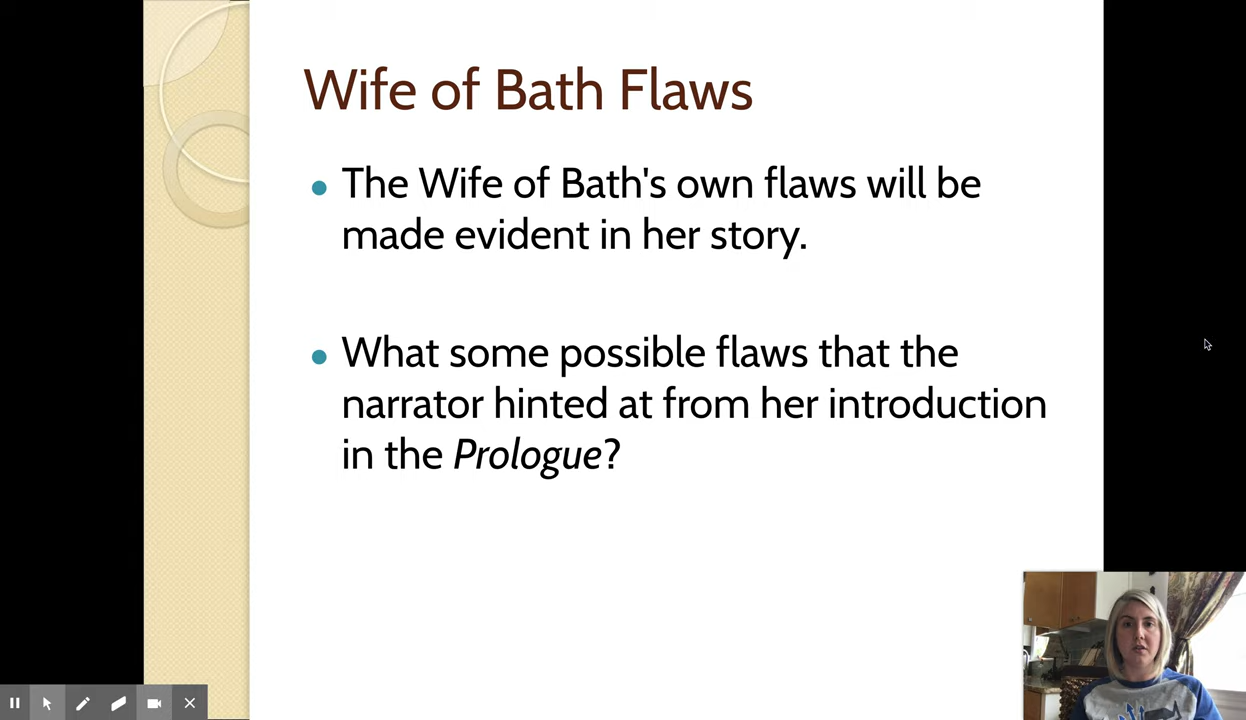 Wife of Bath Flaws
The Wife of Bath's own flaws will be
made evident in her story.
What some possible flaws that the
narrator hinted at from her introduction
in the Prologue?